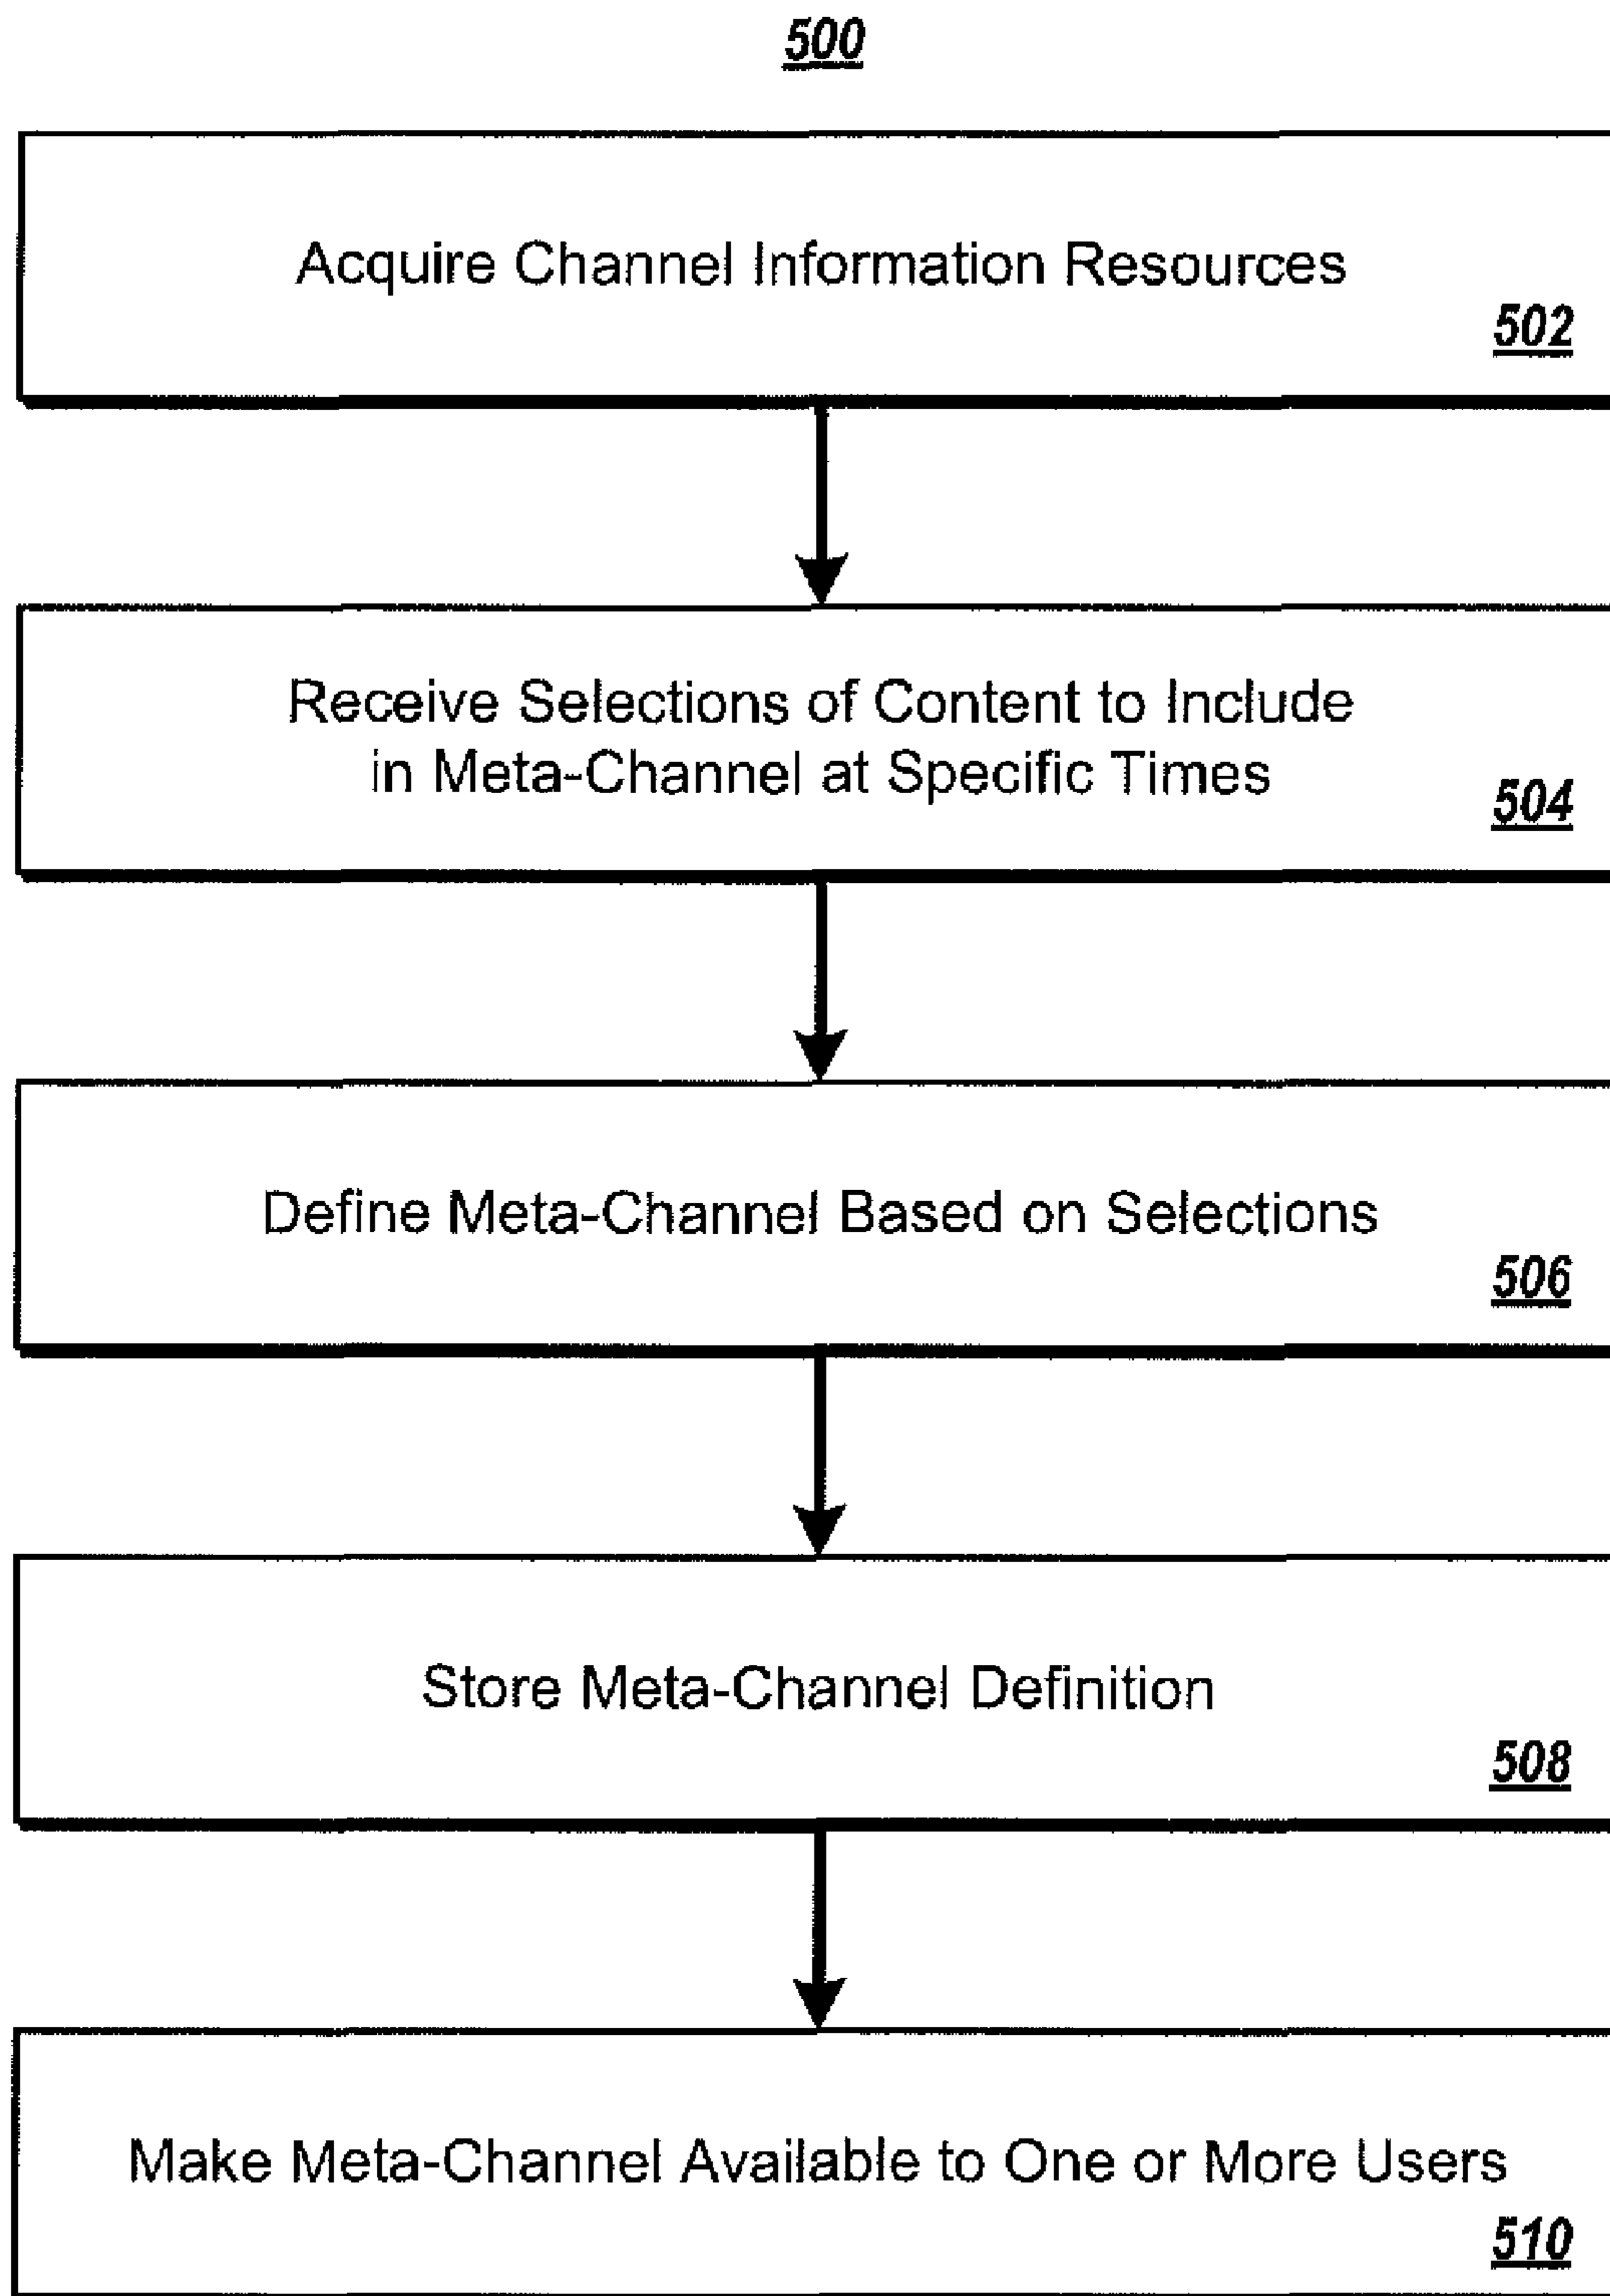 500
Acquire Channel Information Resources
502
Receive Selections of Content to Include
in Meta-Channel at Specific Times
504
Define Meta-Channel Based on Selections
506
Store Meta-Channel Definition
508
Make Meta-Channel Available to One or More Users
510